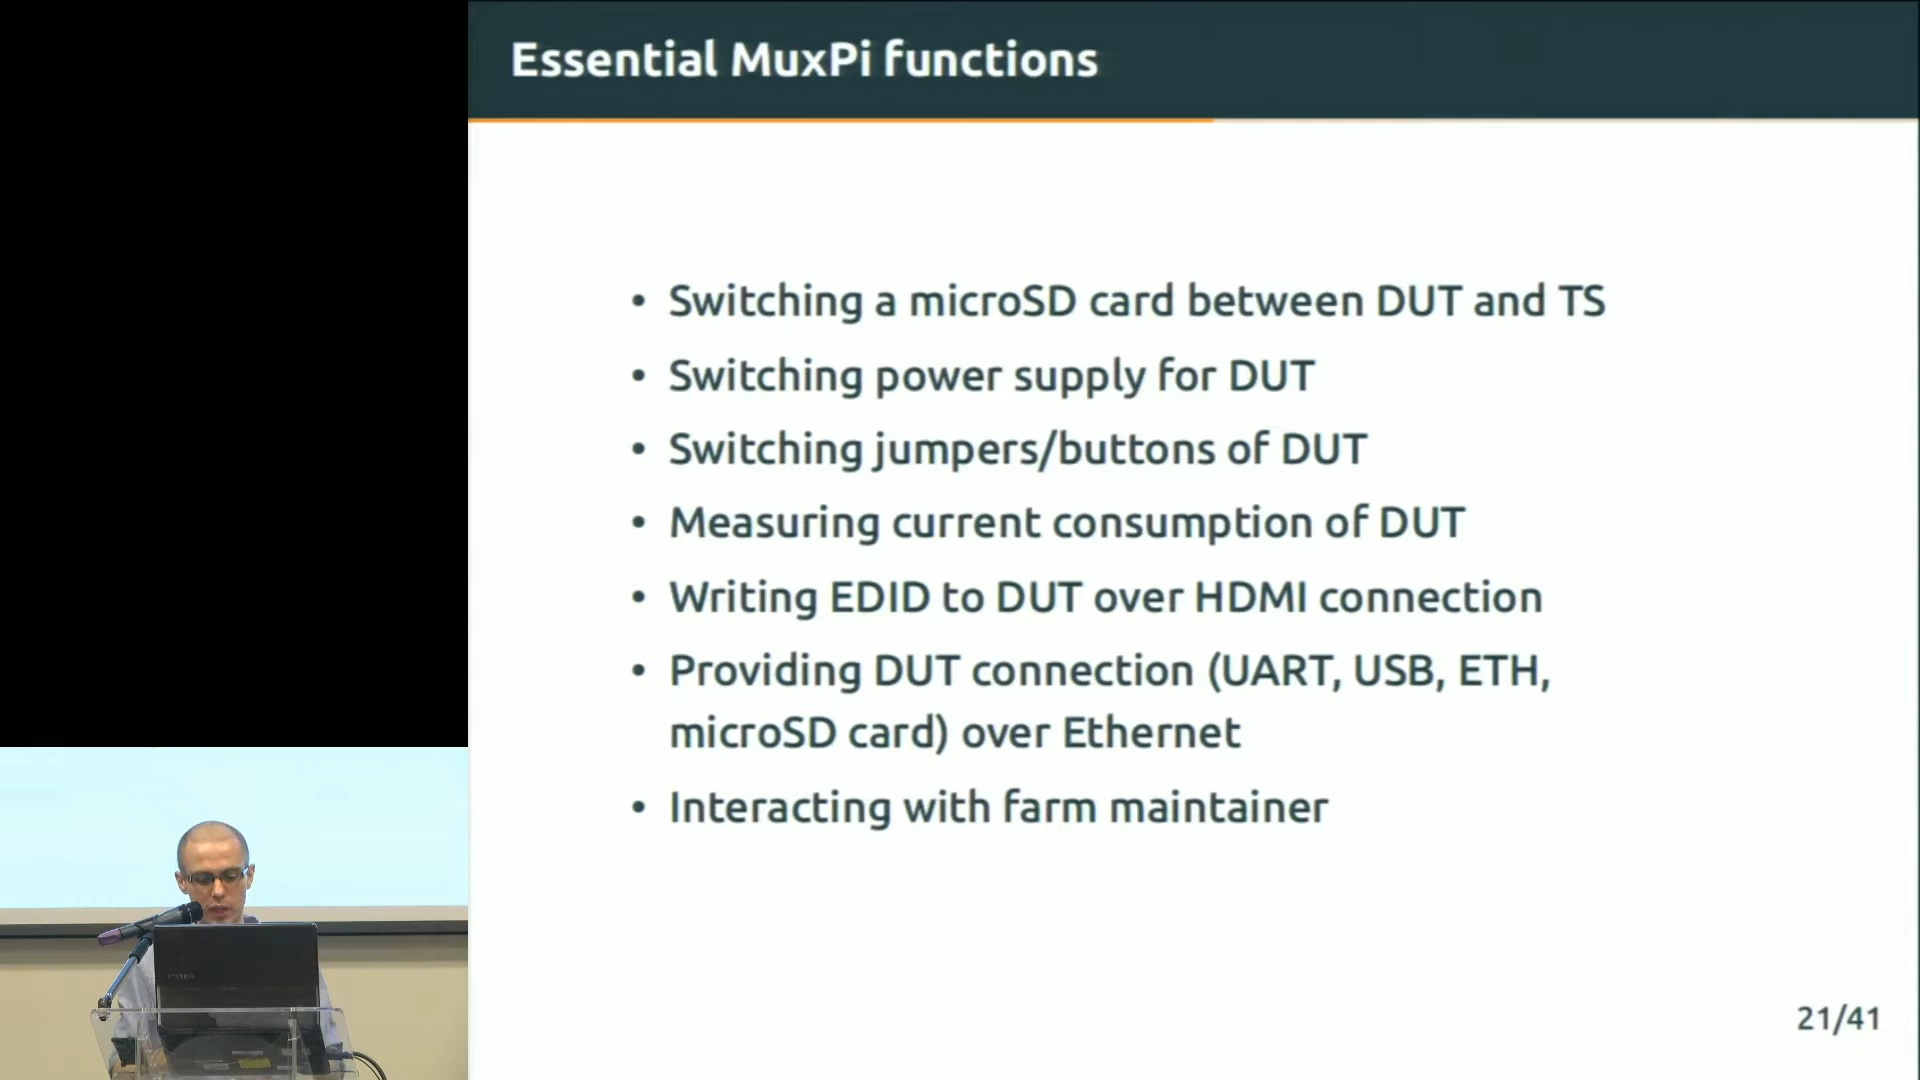 Essential MuxPi functions
• Switching a microSD card between DUT and TS
• Switching power supply for DUT
• Switching jumpers/buttons of DUT
• Measuring current consumption of DUT
• Writing EDID to DUT over HDMI connection
• Providing DUT connection (UART, USB, ETH,
microSD card) over Ethernet
• Interacting with farm maintainer
21/41